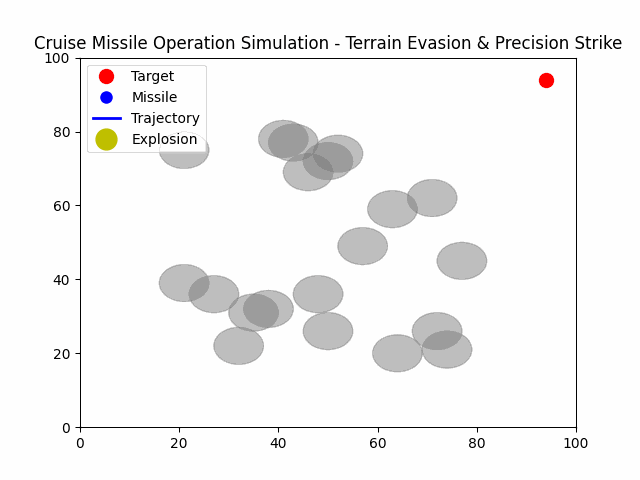 Cruise Missile Operation Simulation - Terrain Evasion & Precision Strike
100
80
60
40
20
0
Target
Missile
Trajectory
Explosion
0 20 40 60 80 100